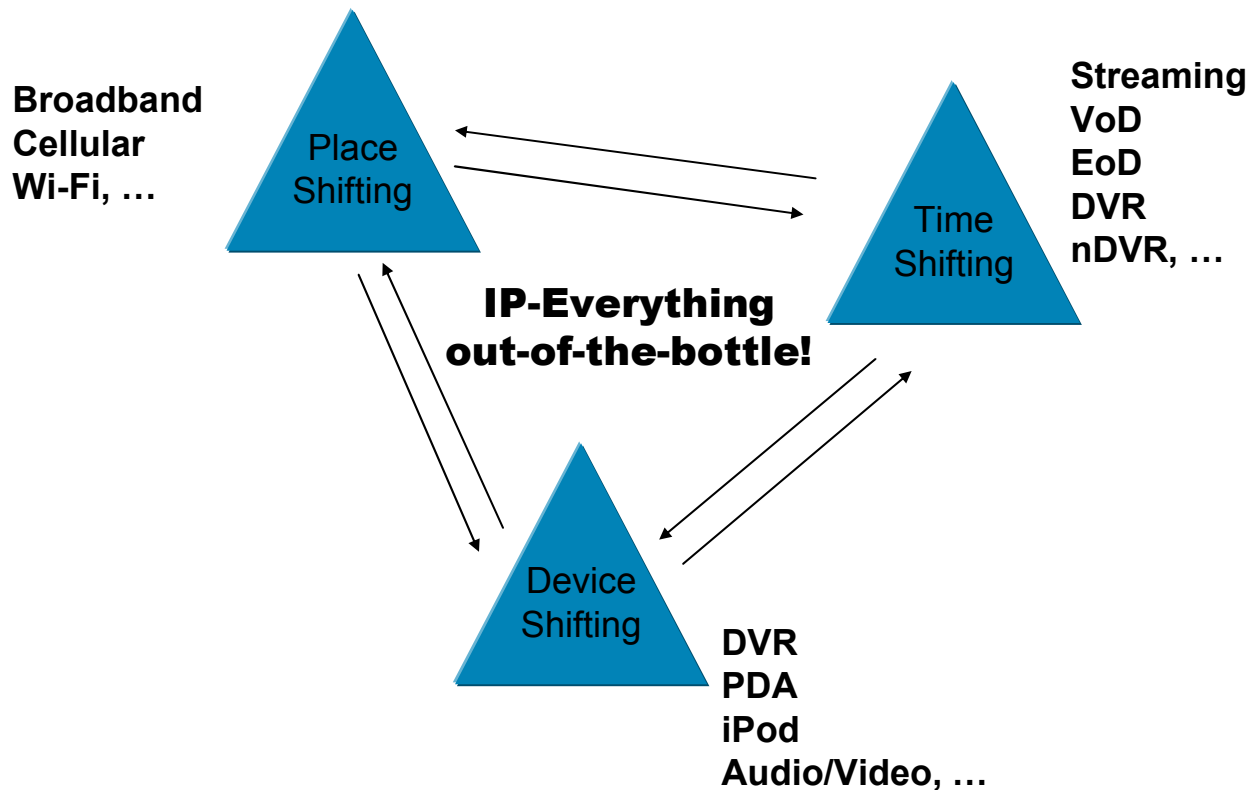 Broadband
Cellular
Wi-Fi, …
Place
Shifting
Streaming
VoD
EoD
DVR
nDVR, …
Time
Shifting
IP-Everything
out-of-the-bottle!
Device
Shifting
DVR
PDA
iPod
Audio/Video, …